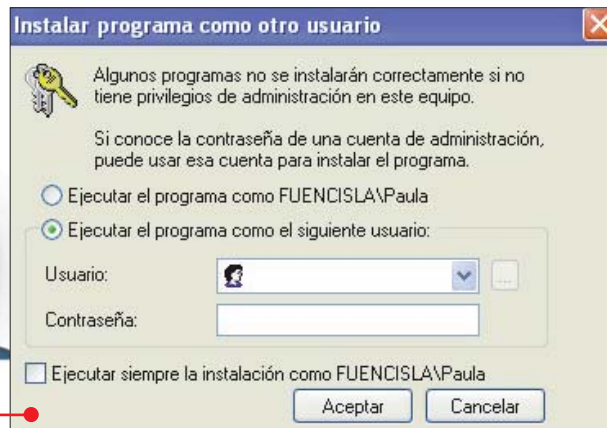 Instalar programa como otro usuario
Algunos programas no se instalarán correctamente si no
tiene privilegios de administración en este equipo.
Si conoce la contraseña de una cuenta de administración,
puede usar esa cuenta para instalar el programa.
Ejecutar el programa como FUENCISLA\Paula
Ejecutar el programa como el siguiente usuario:
Usuario:
...
Contraseña:
Ejecutar siempre la instalación como FUENCISLA\Paula
Aceptar
Cancelar